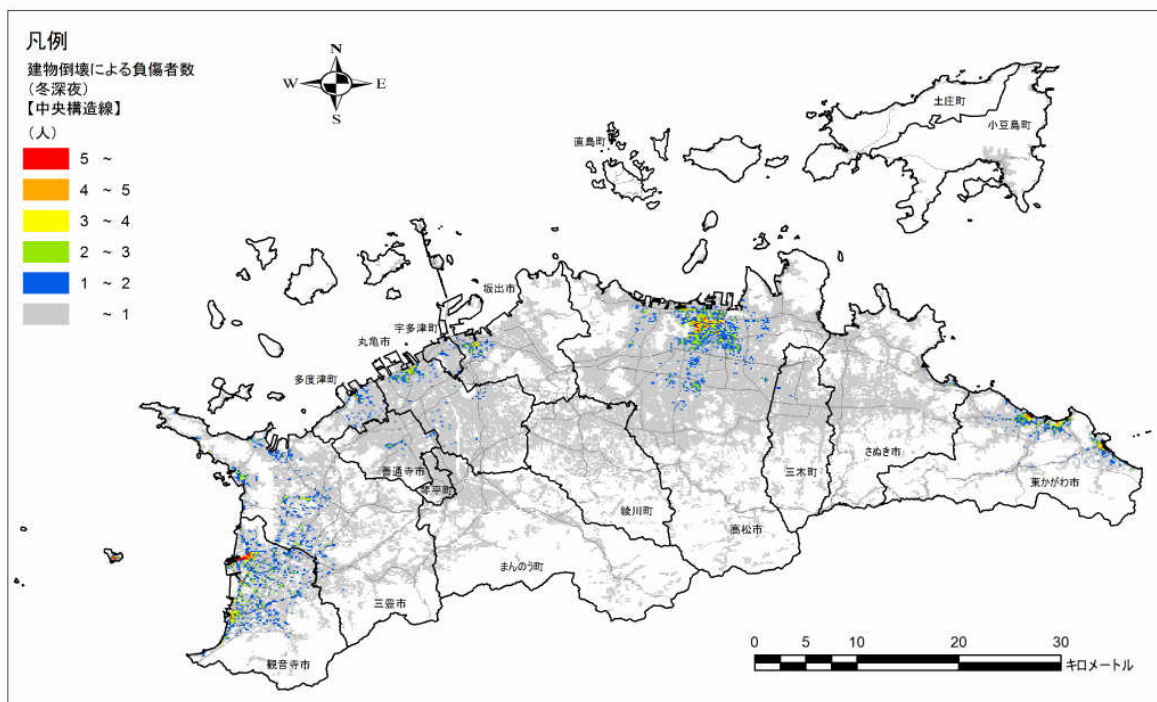 凡例
建物倒壊による負傷者数
(冬深夜)
【中央構造線】
(人)
5 ~
4 ~ 5
3 ~ 4
2 ~ 3
1 ~ 2
~ 1
N
W E
S
土庄町
小豆島町
直島町
坂出市
宇多津町
丸亀市
多度津町
善通寺市
琴平町
三木町
さぬき市
東かがわ市
綾川町
高松市
まんのう町
三豊市
観音寺市
0 5 10 20 30
キロメートル